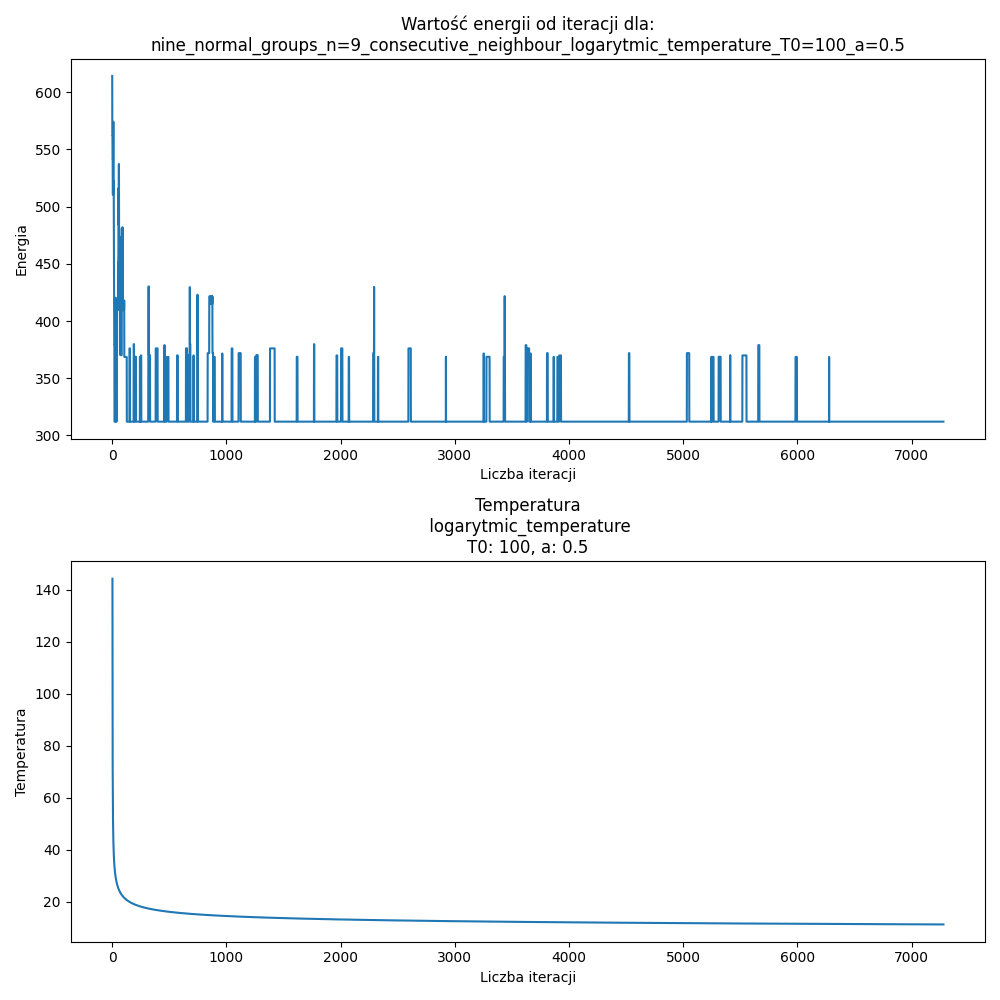 Wartość energii od iteracji dla:
nine_normal_groups_n=9_consecutive_neighbour_logarytmic_temperature_T0=100_a=0.5
600
550
500
450
400
350
300
Energia
0 1000 2000 3000 4000 5000 6000 7000
Liczba iteracji
Temperatura
logarytmic_temperature
T0: 100, a: 0.5
140
120
100
80
60
40
20
Temperatura
0 1000 2000 3000 4000 5000 6000 7000
Liczba iteracji